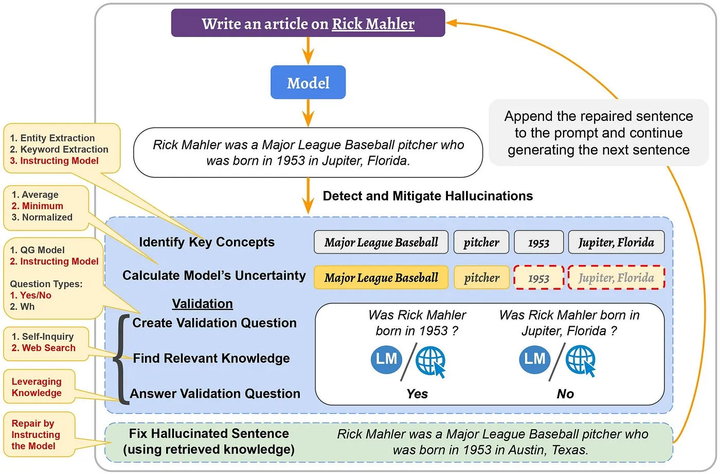 Write an article on Rick Mahler
Model
Rick Mahler was a Major League Baseball pitcher who
was born in 1953 in Jupiter, Florida.
Append the repaired sentence
to the prompt and continue
generating the next sentence
Detect and Mitigate Hallucinations
1. Entity Extraction
2. Keyword Extraction
3. Instructing Model
Identify Key Concepts
Major League Baseball
pitcher
1953
Jupiter, Florida
1. Average
2. Minimum
3. Normalized
Calculate Model's Uncertainty
Major League Baseball
pitcher
1953
Jupiter, Florida
1. QG Model
2. Instructing Model
Question Types:
1. Yes/No
2. Wh
Validation
Create Validation Question
Was Rick Mahler
born in 1953 ?
Was Rick Mahler born in
Jupiter, Florida ?
1. Self-Inquiry
2. Web Search
Find Relevant Knowledge
LM
LM
Leveraging
Knowledge
Answer Validation Question
Yes
No
Repair by
Instructing
the Model
Fix Hallucinated Sentence
(using retrieved knowledge)
Rick Mahler was a Major League Baseball pitcher who
was born in 1953 in Austin, Texas.